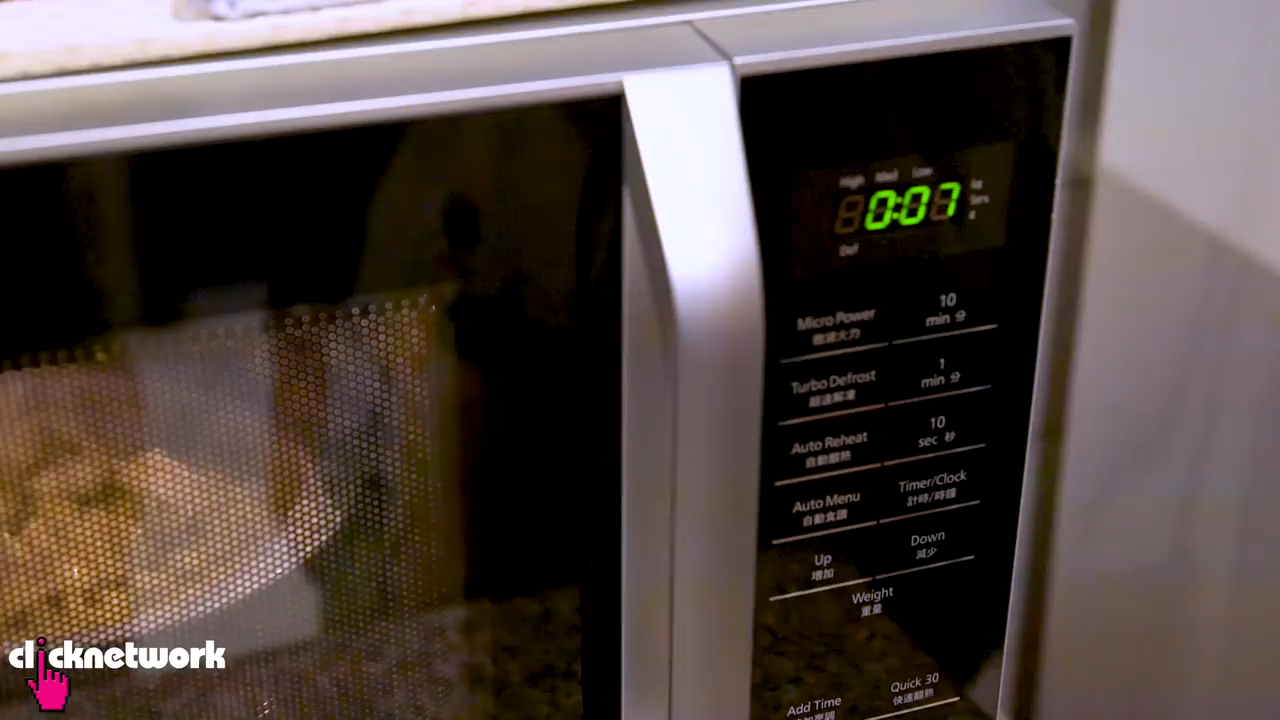 High Med Low
0:07
Def
Micro Power
微波火力
10
min 分
Turbo Defrost
超速解凍
1
min 分
Auto Reheat
自動翻熱
10
sec 秒
Auto Menu
自動食譜
Timer/Clock
計時/時鐘
Up
增加
Down
減少
Weight
重量
Quick 30
快速翻熱
Add Time
clicknetwork